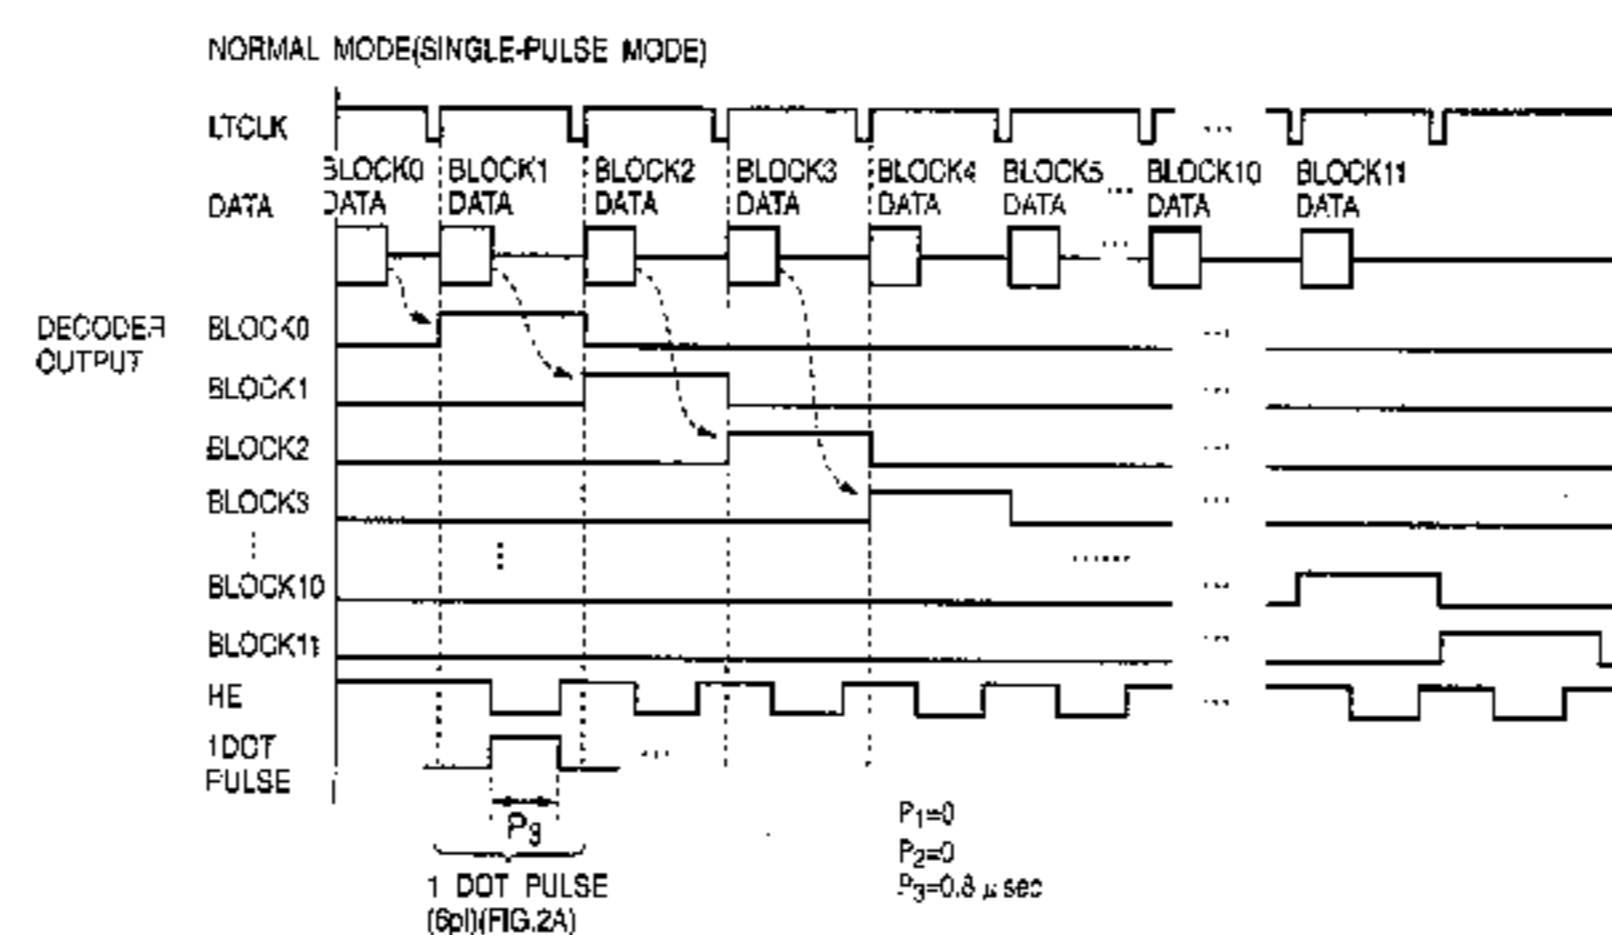 NORMAL MODE(SINGLE-PULSE MODE)
LTCLK
...
BLOCK0 BLOCK1 BLOCK2 BLOCK3 BLOCK4 BLOCK5 ... BLOCK10 BLOCK11
DATA DATA DATA DATA DATA DATA DATA DATA DATA
...
DECODER OUTPUT
BLOCK0 ...
BLOCK1 ...
BLOCK2 ...
BLOCK3 ...
BLOCK10 ...
BLOCK11 ...
HE ...
1DOT PULSE ...
P3
1 DOT PULSE
(6pl)(FIG.2A)
P1=0
P2=0
P3=0.8 μ sec